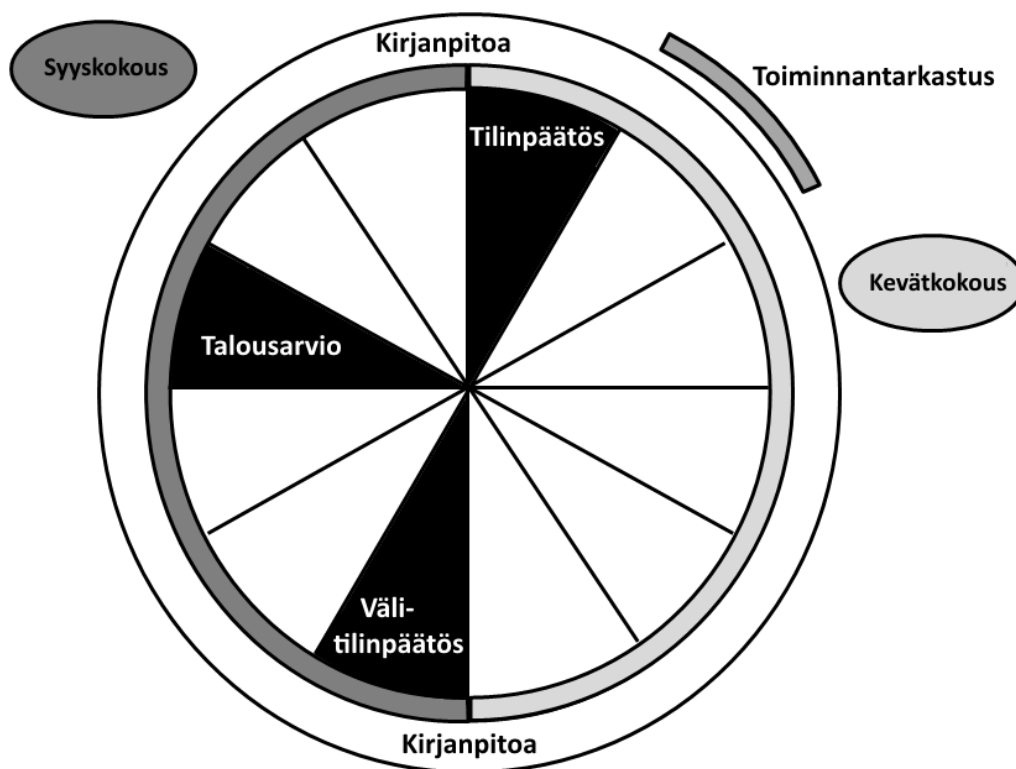 Kirjanpitoa
Syyskokous
Toiminnantarkastus
Tilinpäätös
Kevätkokous
Talousarvio
Väli-
tilinpäätös
Kirjanpitoa